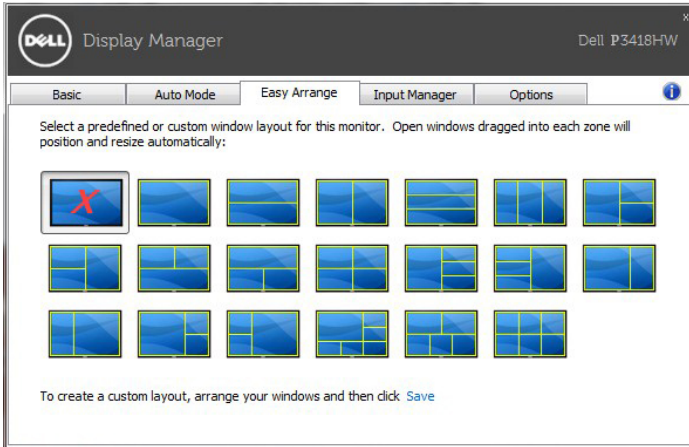 DELL Display Manager
x
Dell P3418HW
Basic Auto Mode Easy Arrange Input Manager Options i
Select a predefined or custom window layout for this monitor. Open windows dragged into each zone will
position and resize automatically:
X
To create a custom layout, arrange your windows and then click Save